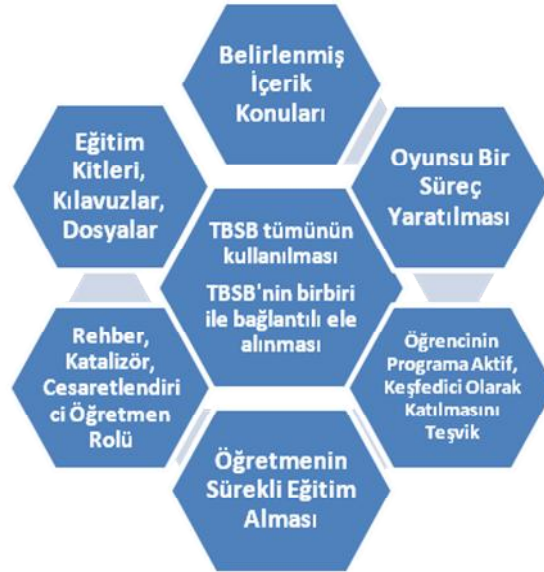 Belirlenmiş
İçerik
Konuları
Eğitim
Kitleri,
Kılavuzlar,
Dosyalar
Oyunsu Bir
Süreç
Yaratılması
TBSB tümünün
kullanılması
TBSB'nin birbiri
ile bağlantılı ele
alınması
Rehber,
Katalizör,
Cesaretlendiri
ci Öğretmen
Rolü
Öğrencinin
Programa Aktif,
Keşfedici Olarak
Katılmasını
Teşvik
Öğretmenin
Sürekli Eğitim
Alması